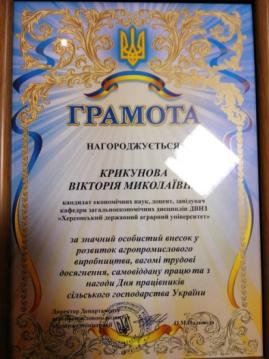 ГРАМОТА
НАГОРОДЖУЄТЬСЯ
КРИКУНОВА
ВІКТОРІЯ МИКОЛАЇВНА
кандидат економічних наук, доцент, завідувач
кафедри загальноекономічних дисциплін ДВНЗ
«Херсонський державний аграрний університет»
за значний особистий внесок у
розвиток агропромислового
виробництва, вагомі трудові
досягнення, самовіддану працю та з
нагоди Дня працівників
сільського господарства України
Директор Департаменту